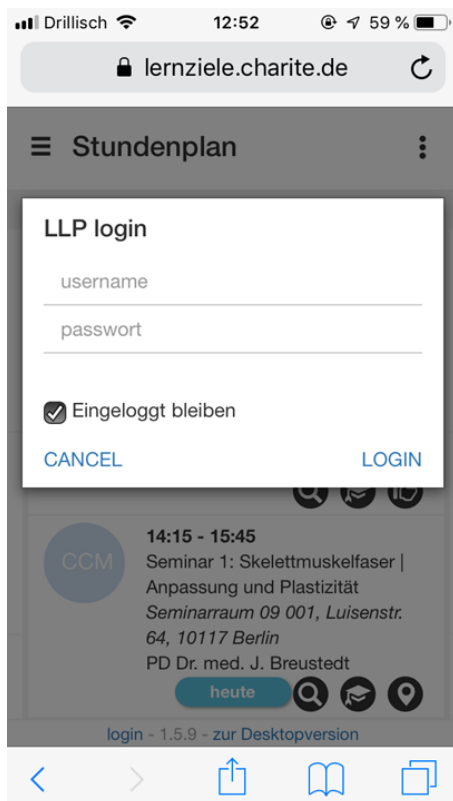 Drillisch 12:52 59 %
lernziele.charite.de
Stundenplan
LLP login
username
passwort
Eingeloggt bleiben
CANCEL LOGIN
14:15 - 15:45
CCM
Seminar 1: Skelettmuskelfaser |
Anpassung und Plastizität
Seminarraum 09 001, Luisenstr.
64, 10117 Berlin
PD Dr. med. J. Breustedt
heute
login - 1.5.9 - zur Desktopversion